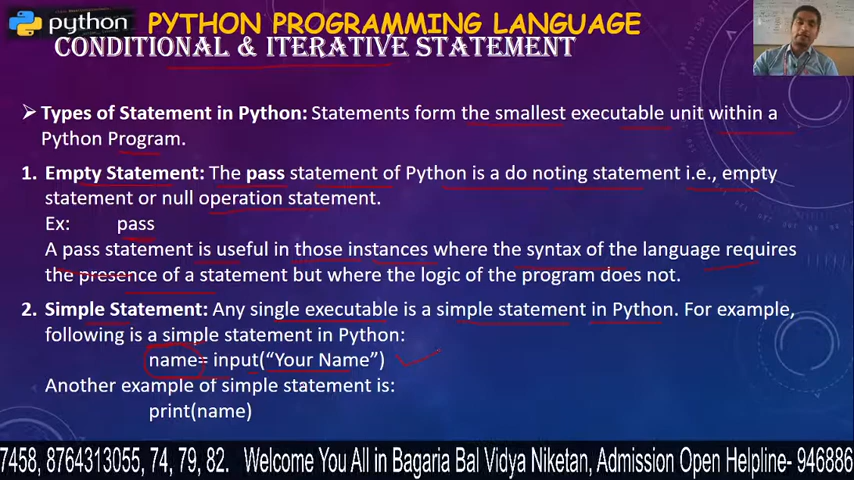 python
PYTHON PROGRAMMING LANGUAGE
CONDITIONAL & ITERATIVE STATEMENT
➢ Types of Statement in Python: Statements form the smallest executable unit within a
Python Program.
1. Empty Statement: The pass statement of Python is a do noting statement i.e., empty
statement or null operation statement.
Ex: pass
A pass statement is useful in those instances where the syntax of the language requires
the presence of a statement but where the logic of the program does not.
2. Simple Statement: Any single executable is a simple statement in Python. For example,
following is a simple statement in Python:
name= input(“Your Name”)
Another example of simple statement is:
print(name)
7458, 8764313055, 74, 79, 82. Welcome You All in Bagaria Bal Vidya Niketan, Admission Open Helpline- 946886